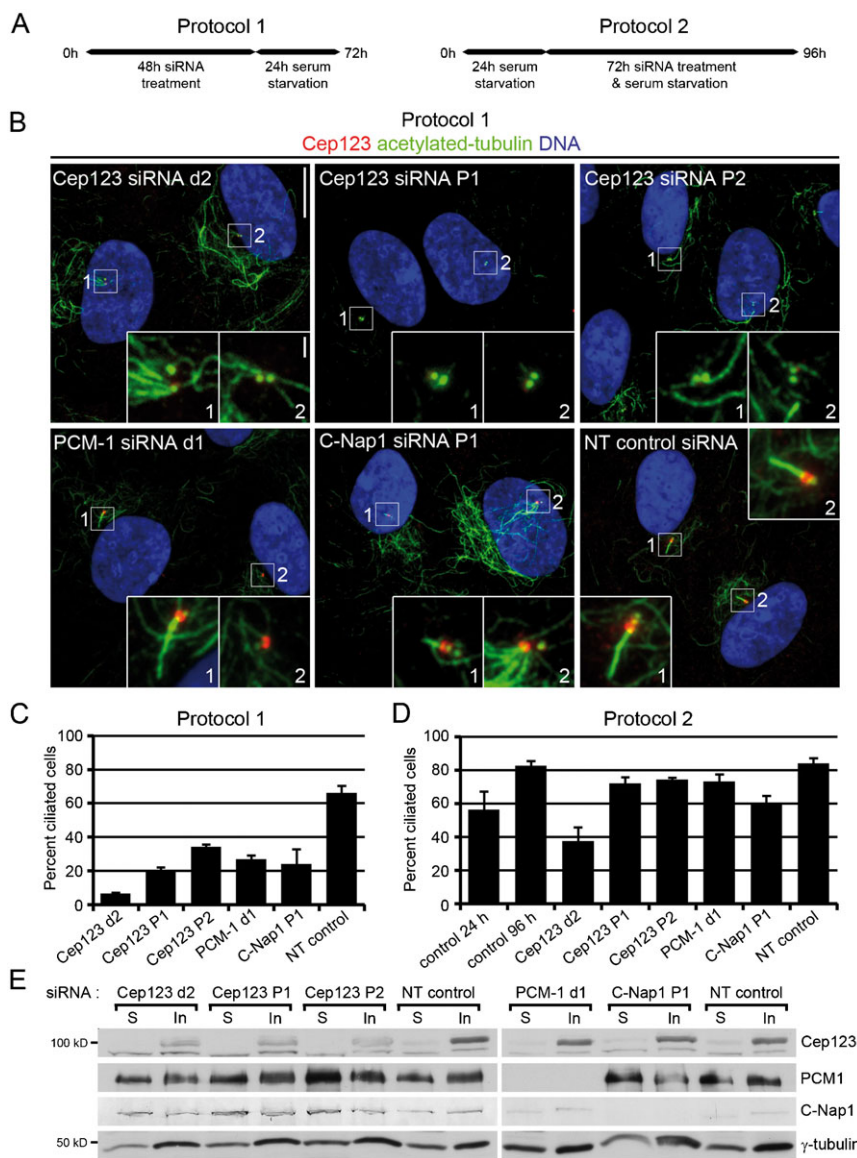 A
Protocol 1
0h
72h
48h siRNA treatment
24h serum starvation
Protocol 2
0h
96h
24h serum starvation
72h siRNA treatment & serum starvation
B
Protocol 1
Cep123 acetylated-tubulin DNA
Cep123 siRNA d2
1
2
1
2
Cep123 siRNA P1
1
2
1
2
Cep123 siRNA P2
1
2
1
2
PCM-1 siRNA d1
1
2
1
2
C-Nap1 siRNA P1
1
2
1
2
NT control siRNA
2
1
2
1
C
Protocol 1
Percent ciliated cells
100
80
60
40
20
0
Cep123 d2
Cep123 P1
Cep123 P2
PCM-1 d1
C-Nap1 P1
NT control
D
Protocol 2
Percent ciliated cells
100
80
60
40
20
0
control 24 h
control 96 h
Cep123 d2
Cep123 P1
Cep123 P2
PCM-1 d1
C-Nap1 P1
NT control
E
siRNA : Cep123 d2 Cep123 P1 Cep123 P2 NT control PCM-1 d1 C-Nap1 P1 NT control
S In S In S In S In S In S In S In
100 kD
Cep123
PCM1
C-Nap1
50 kD
γ-tubulin